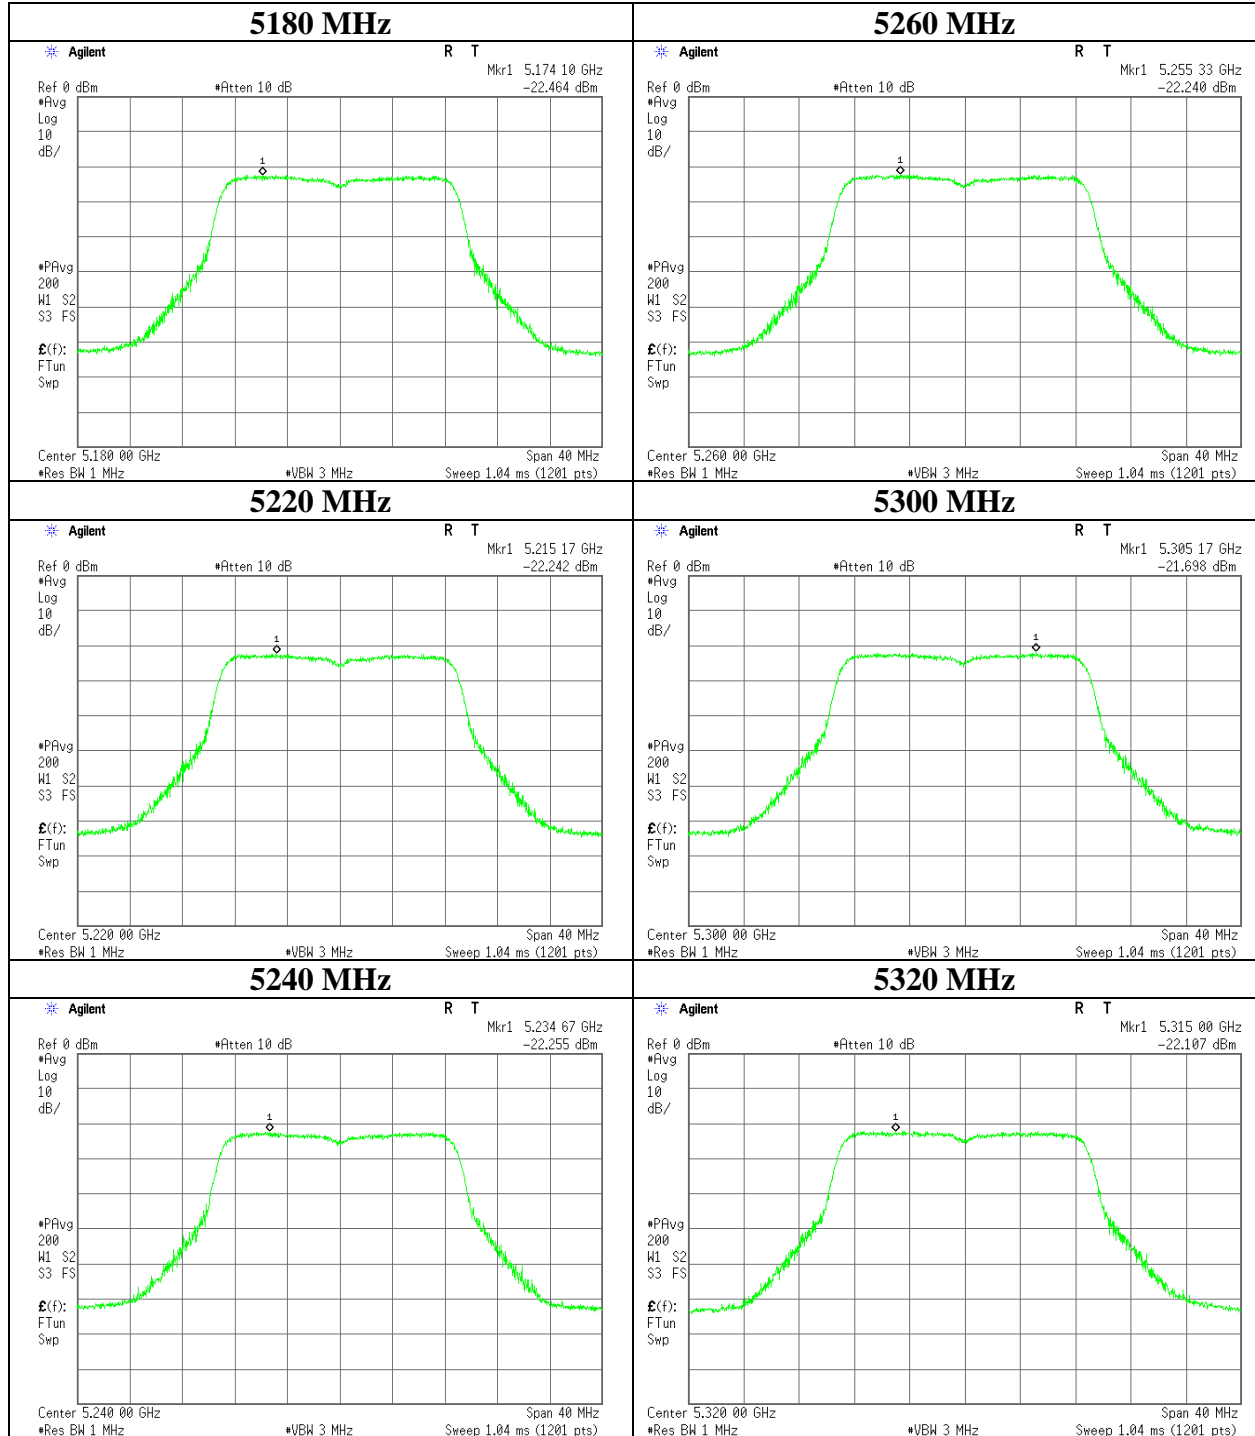 5180 MHz
Agilent R T
Mkr1 5.174 10 GHz
Ref 0 dBm #Atten 10 dB -22.464 dBm
#Avg
Log
10
dB/
1
#PAvg
200
W1 S2
S3 FS
£(f):
FTun
Swp
Center 5.180 00 GHz Span 40 MHz
#Res BW 1 MHz #VBW 3 MHz Sweep 1.04 ms (1201 pts)
5260 MHz
Agilent R T
Mkr1 5.255 33 GHz
Ref 0 dBm #Atten 10 dB -22.240 dBm
#Avg
Log
10
dB/
1
#PAvg
200
W1 S2
S3 FS
£(f):
FTun
Swp
Center 5.260 00 GHz Span 40 MHz
#Res BW 1 MHz #VBW 3 MHz Sweep 1.04 ms (1201 pts)
5220 MHz
Agilent R T
Mkr1 5.215 17 GHz
Ref 0 dBm #Atten 10 dB -22.242 dBm
#Avg
Log
10
dB/
1
#PAvg
200
W1 S2
S3 FS
£(f):
FTun
Swp
Center 5.220 00 GHz Span 40 MHz
#Res BW 1 MHz #VBW 3 MHz Sweep 1.04 ms (1201 pts)
5300 MHz
Agilent R T
Mkr1 5.305 17 GHz
Ref 0 dBm #Atten 10 dB -21.698 dBm
#Avg
Log
10
dB/
1
#PAvg
200
W1 S2
S3 FS
£(f):
FTun
Swp
Center 5.300 00 GHz Span 40 MHz
#Res BW 1 MHz #VBW 3 MHz Sweep 1.04 ms (1201 pts)
5240 MHz
Agilent R T
Mkr1 5.234 67 GHz
Ref 0 dBm #Atten 10 dB -22.255 dBm
#Avg
Log
10
dB/
1
#PAvg
200
W1 S2
S3 FS
£(f):
FTun
Swp
Center 5.240 00 GHz Span 40 MHz
#Res BW 1 MHz #VBW 3 MHz Sweep 1.04 ms (1201 pts)
5320 MHz
Agilent R T
Mkr1 5.315 00 GHz
Ref 0 dBm #Atten 10 dB -22.107 dBm
#Avg
Log
10
dB/
1
#PAvg
200
W1 S2
S3 FS
£(f):
FTun
Swp
Center 5.320 00 GHz Span 40 MHz
#Res BW 1 MHz #VBW 3 MHz Sweep 1.04 ms (1201 pts)